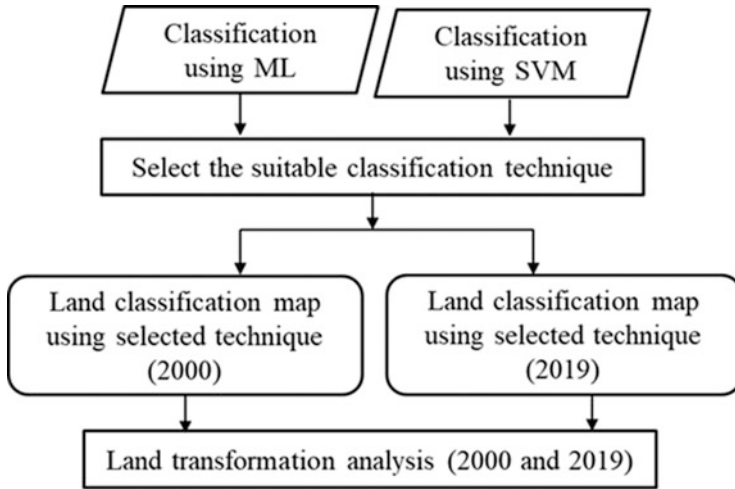 Classification
using ML
Classification
using SVM
Select the suitable classification technique
Land classification map
using selected technique
(2000)
Land classification map
using selected technique
(2019)
Land transformation analysis (2000 and 2019)